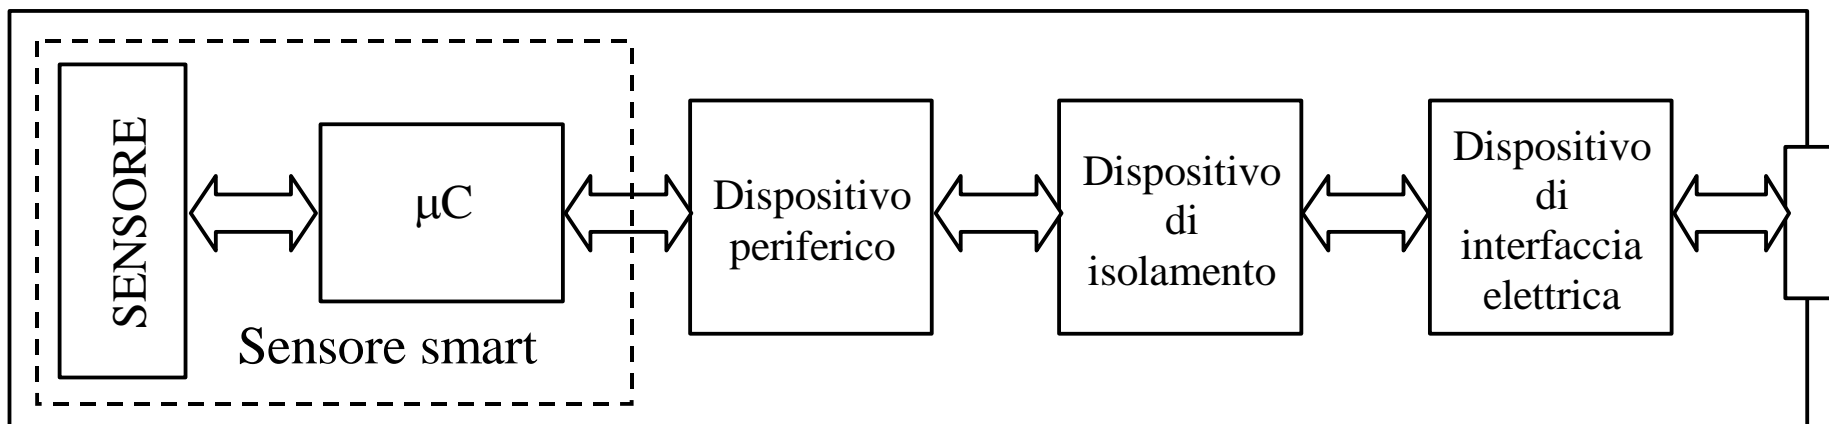 SENSORE
μC
Sensore smart
Dispositivo
periferico
Dispositivo
di
isolamento
Dispositivo
di
interfaccia
elettrica